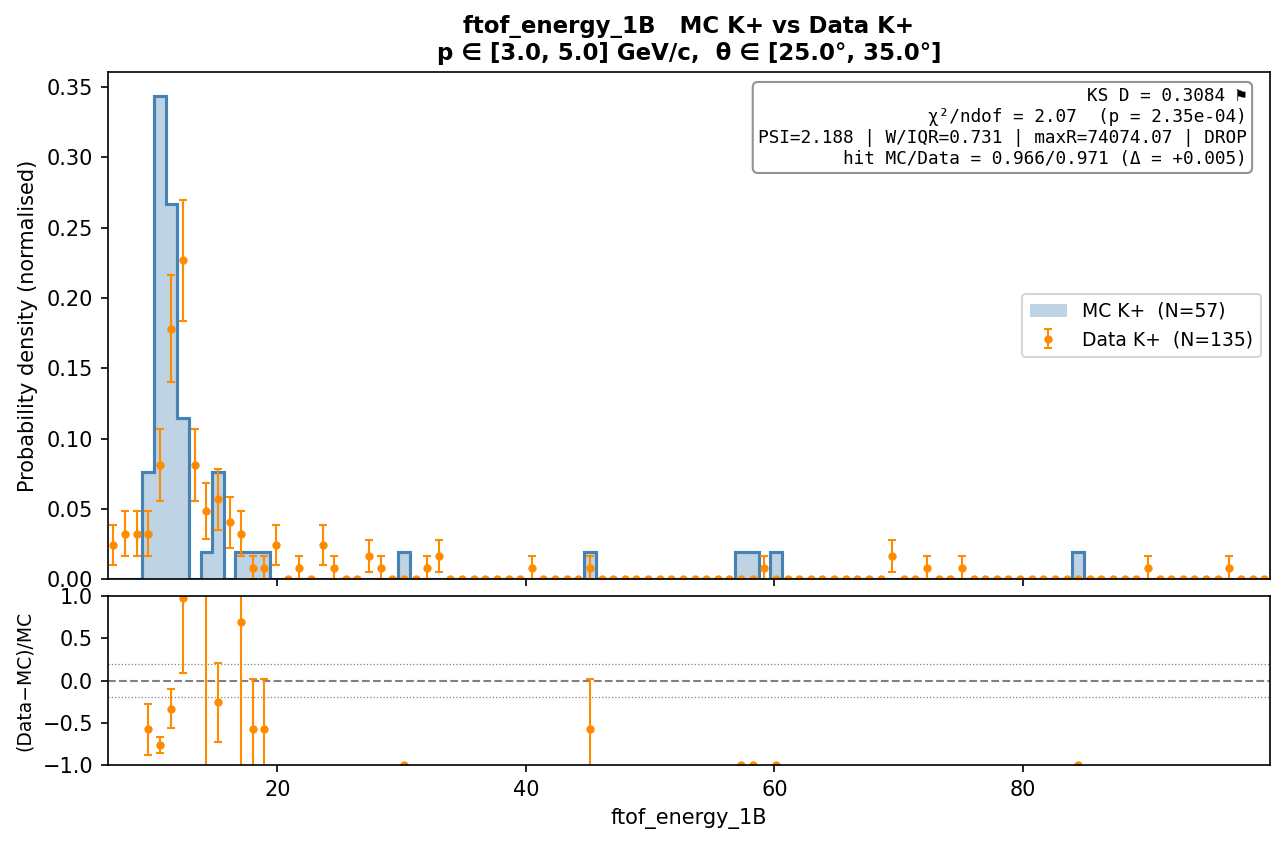 ftof_energy_1B   MC K+ vs Data K+
p ∈ [3.0, 5.0] GeV/c,  θ ∈ [25.0°, 35.0°]
KS D = 0.3084 ⚑
χ²/ndof = 2.07  (p = 2.35e-04)
PSI=2.188 | W/IQR=0.731 | maxR=74074.07 | DROP
hit MC/Data = 0.966/0.971 (Δ = +0.005)
MC K+  (N=57)
Data K+  (N=135)
Probability density (normalised)
0.35
0.30
0.25
0.20
0.15
0.10
0.05
0.00
(Data−MC)/MC
1.0
0.5
0.0
−0.5
−1.0
20
40
60
80
ftof_energy_1B